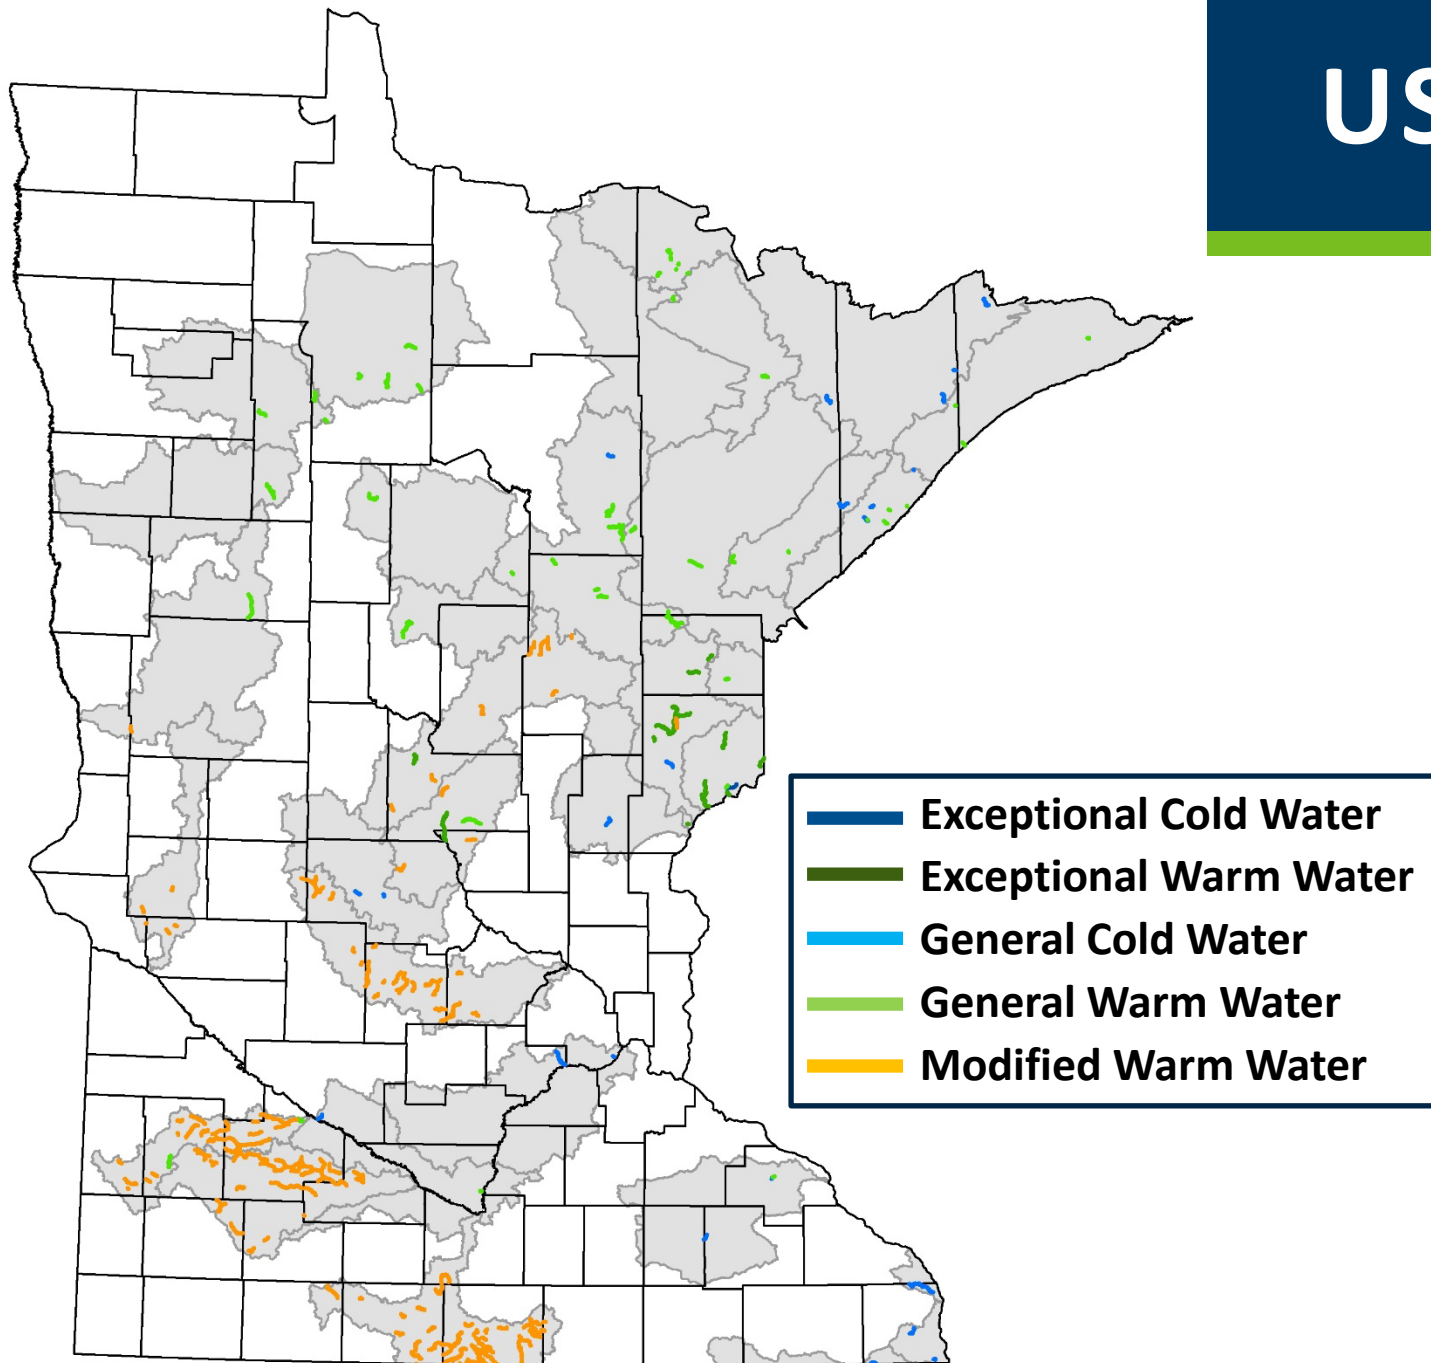 US
Exceptional Cold Water
Exceptional Warm Water
General Cold Water
General Warm Water
Modified Warm Water